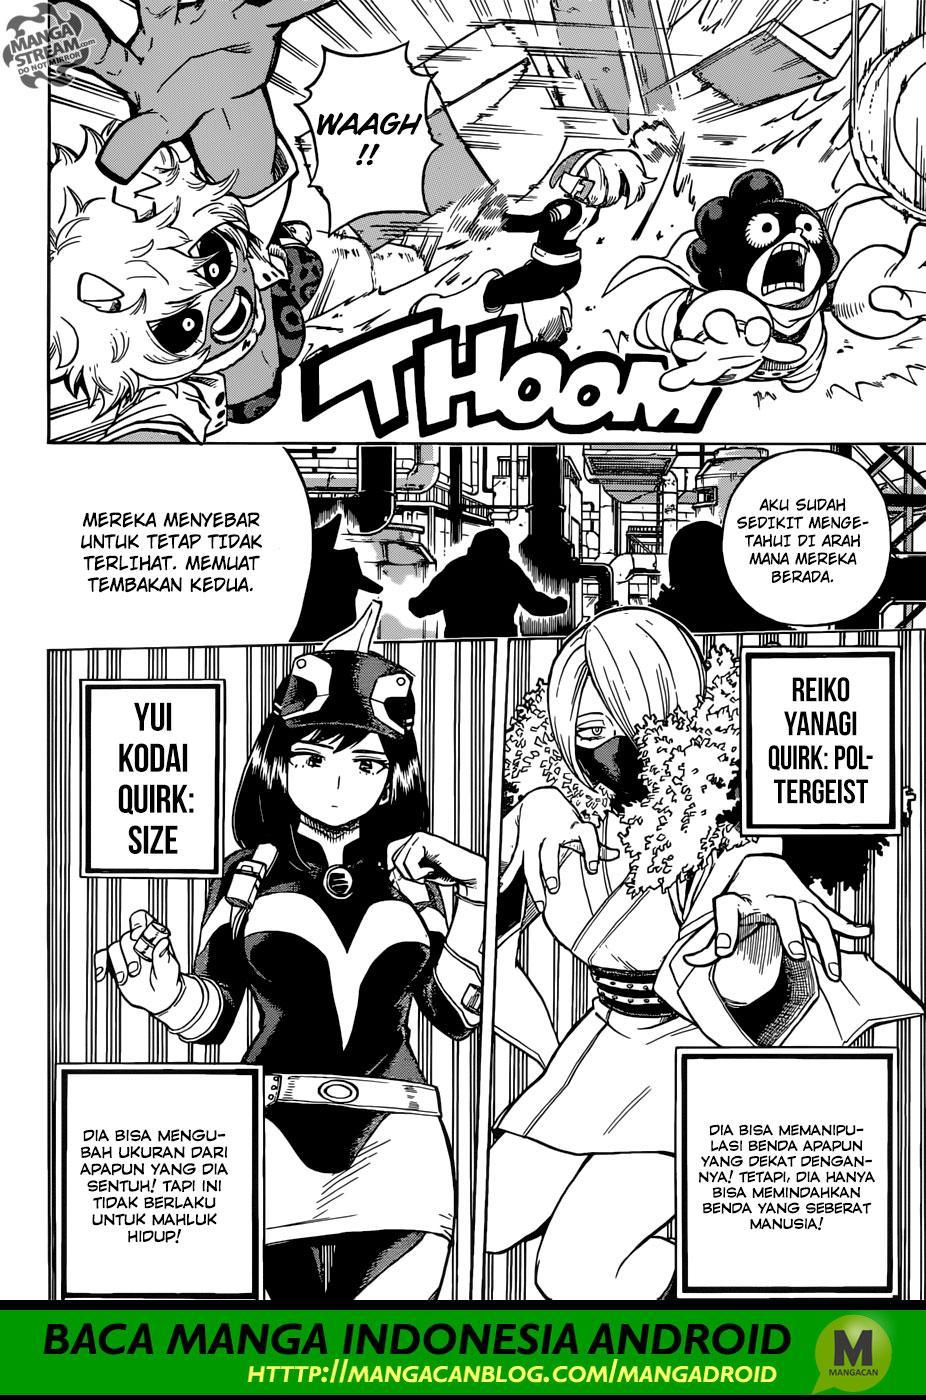 MANGA
STREAM.com
DO NOT MIRROR
WAAGH
!!
THOOM
AKU SUDAH
SEDIKIT MENGE-
TAHUI DI ARAH
MANA MEREKA
BERADA.
MEREKA MENYEBAR
UNTUK TETAP TIDAK
TERLIHAT. MEMUAT
TEMBAKAN KEDUA.
REIKO
YANAGI
QUIRK: POL-
TERGEIST
YUI
KODAI
QUIRK:
SIZE
DIA BISA MEMANIPU-
LASI BENDA APAPUN
YANG DEKAT DENGAN-
NYA! TETAPI, DIA HANYA
BISA MEMINDAHKAN
BENDA YANG SEBERAT
MANUSIA!
DIA BISA MENGU-
BAH UKURAN DARI
APAPUN YANG DIA
SENTUH! TAPI INI
TIDAK BERLAKU
UNTUK MAHLUK
HIDUP!
BACA MANGA INDONESIA ANDROID
HTTTP://MANGACANBLOG.COM/MANGADROID
M
MANGACAN